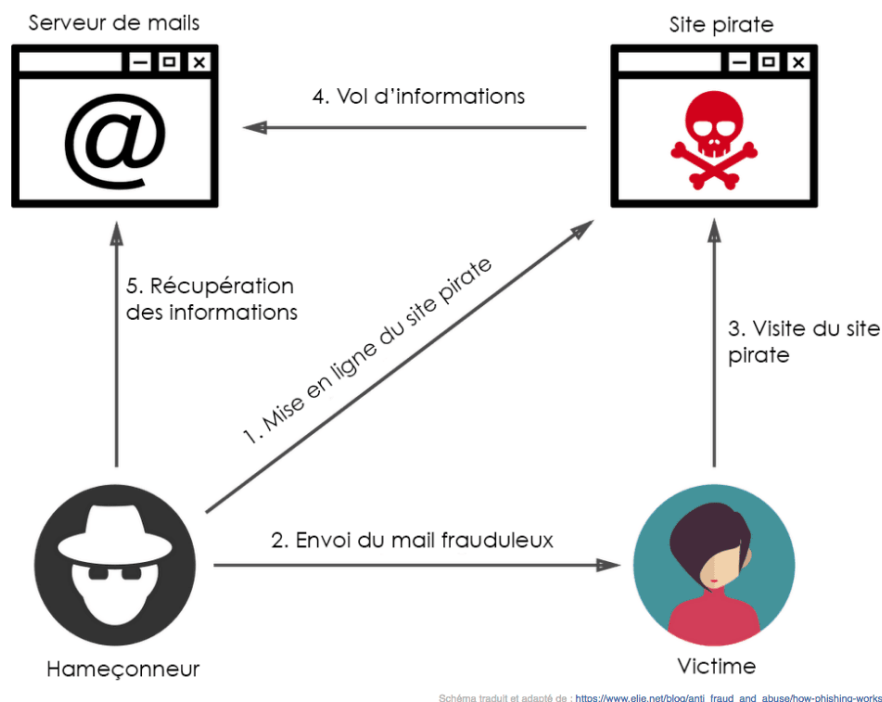 Serveur de mails
Site pirate
@
4. Vol d'informations
5. Récupération
des informations
1. Mise en ligne du site pirate
3. Visite du site
pirate
2. Envoi du mail frauduleux
Hameçonneur
Victime
Schéma traduit et adapté de : https://www.elie.net/blog/anti_fraud_and_abuse/how-phishing-works